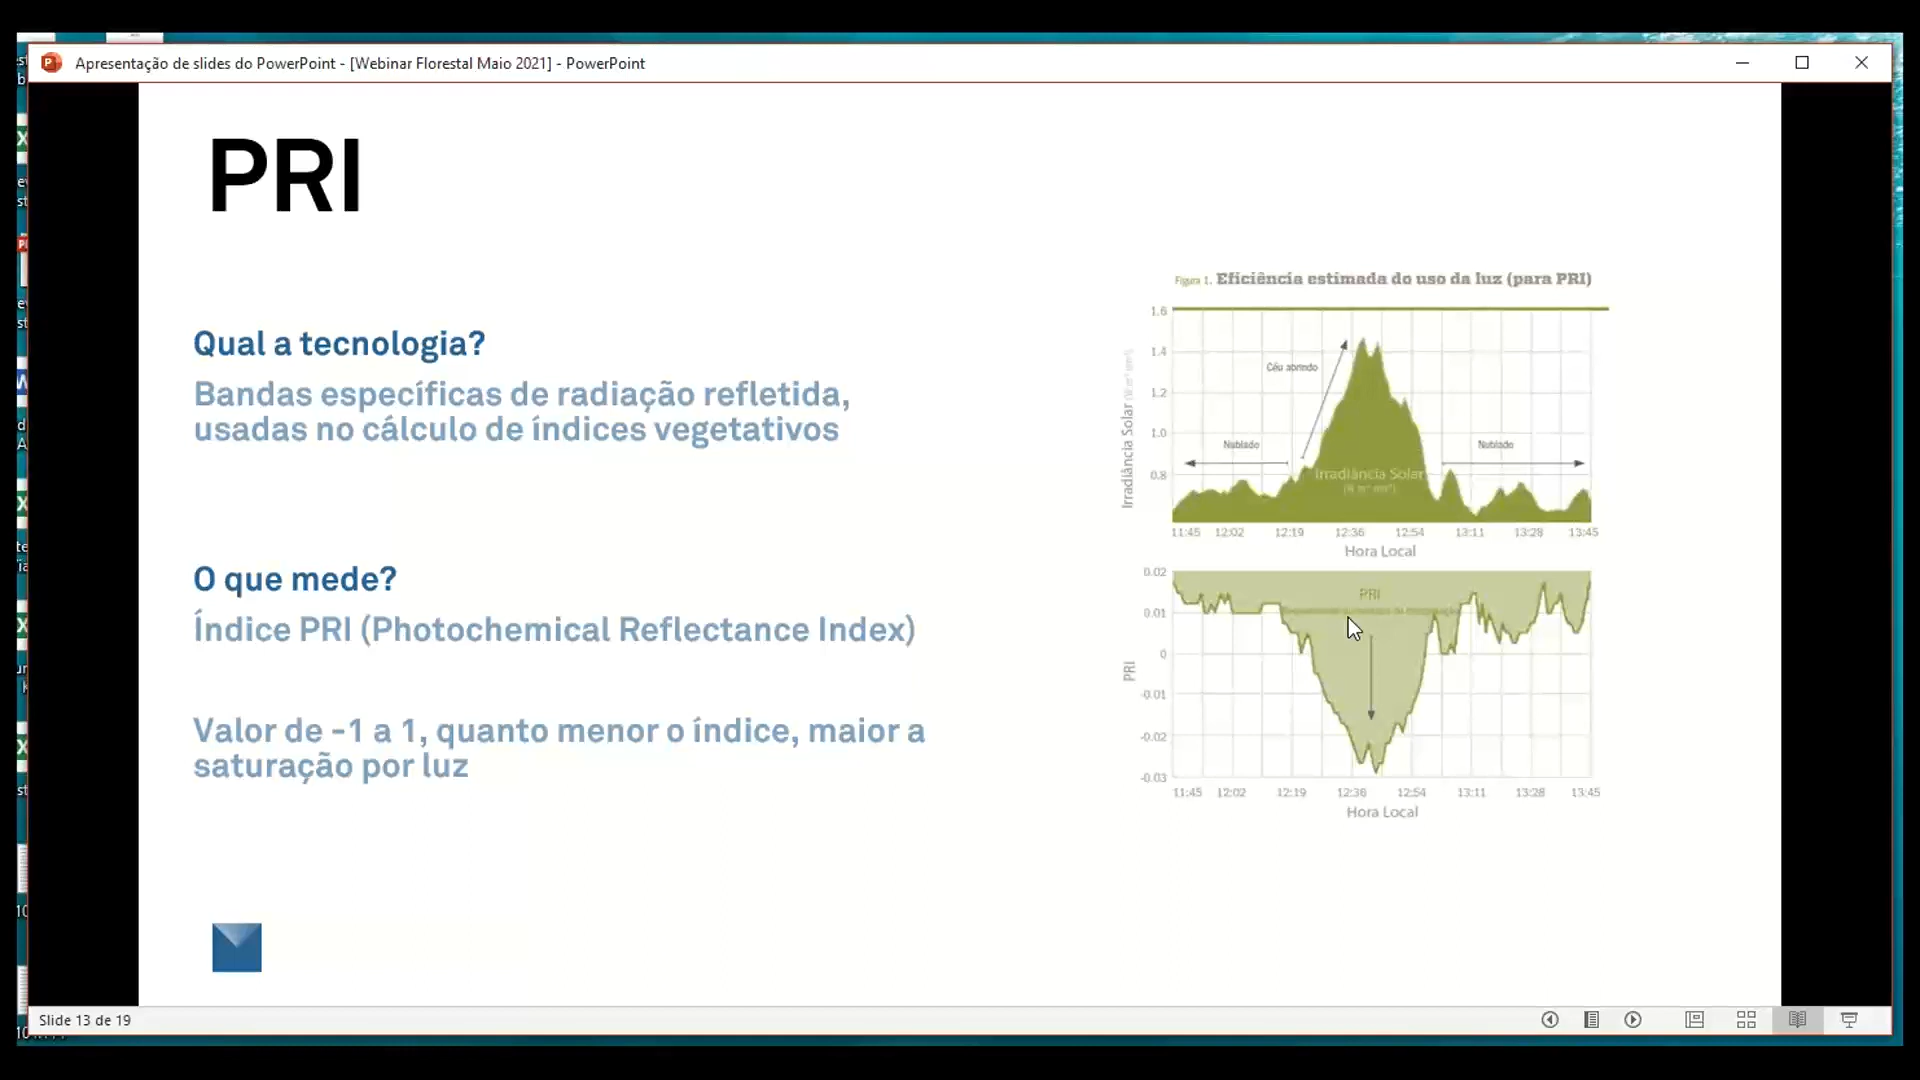 Apresentação de slides do PowerPoint - [Webinar Florestal Maio 2021] - PowerPoint
PRI
Qual a tecnologia?
Bandas específicas de radiação refletida,
usadas no cálculo de índices vegetativos
O que mede?
Índice PRI (Photochemical Reflectance Index)
Valor de -1 a 1, quanto menor o índice, maior a
saturação por luz
Figura 1. Eficiência estimada do uso da luz (para PRI)
Irradiância Solar
1.6
1.4
1.2
1.0
0.8
Céu abrindo
Nublado
Nublado
Irradiância Solar
11:45 12:02 12:19 12:36 12:54 13:11 13:28 13:45
Hora Local
PRI
0.02
0.01
0
-0.01
-0.02
-0.03
PRI
11:45 12:02 12:19 12:36 12:54 13:11 13:28 13:45
Hora Local
Slide 13 de 19